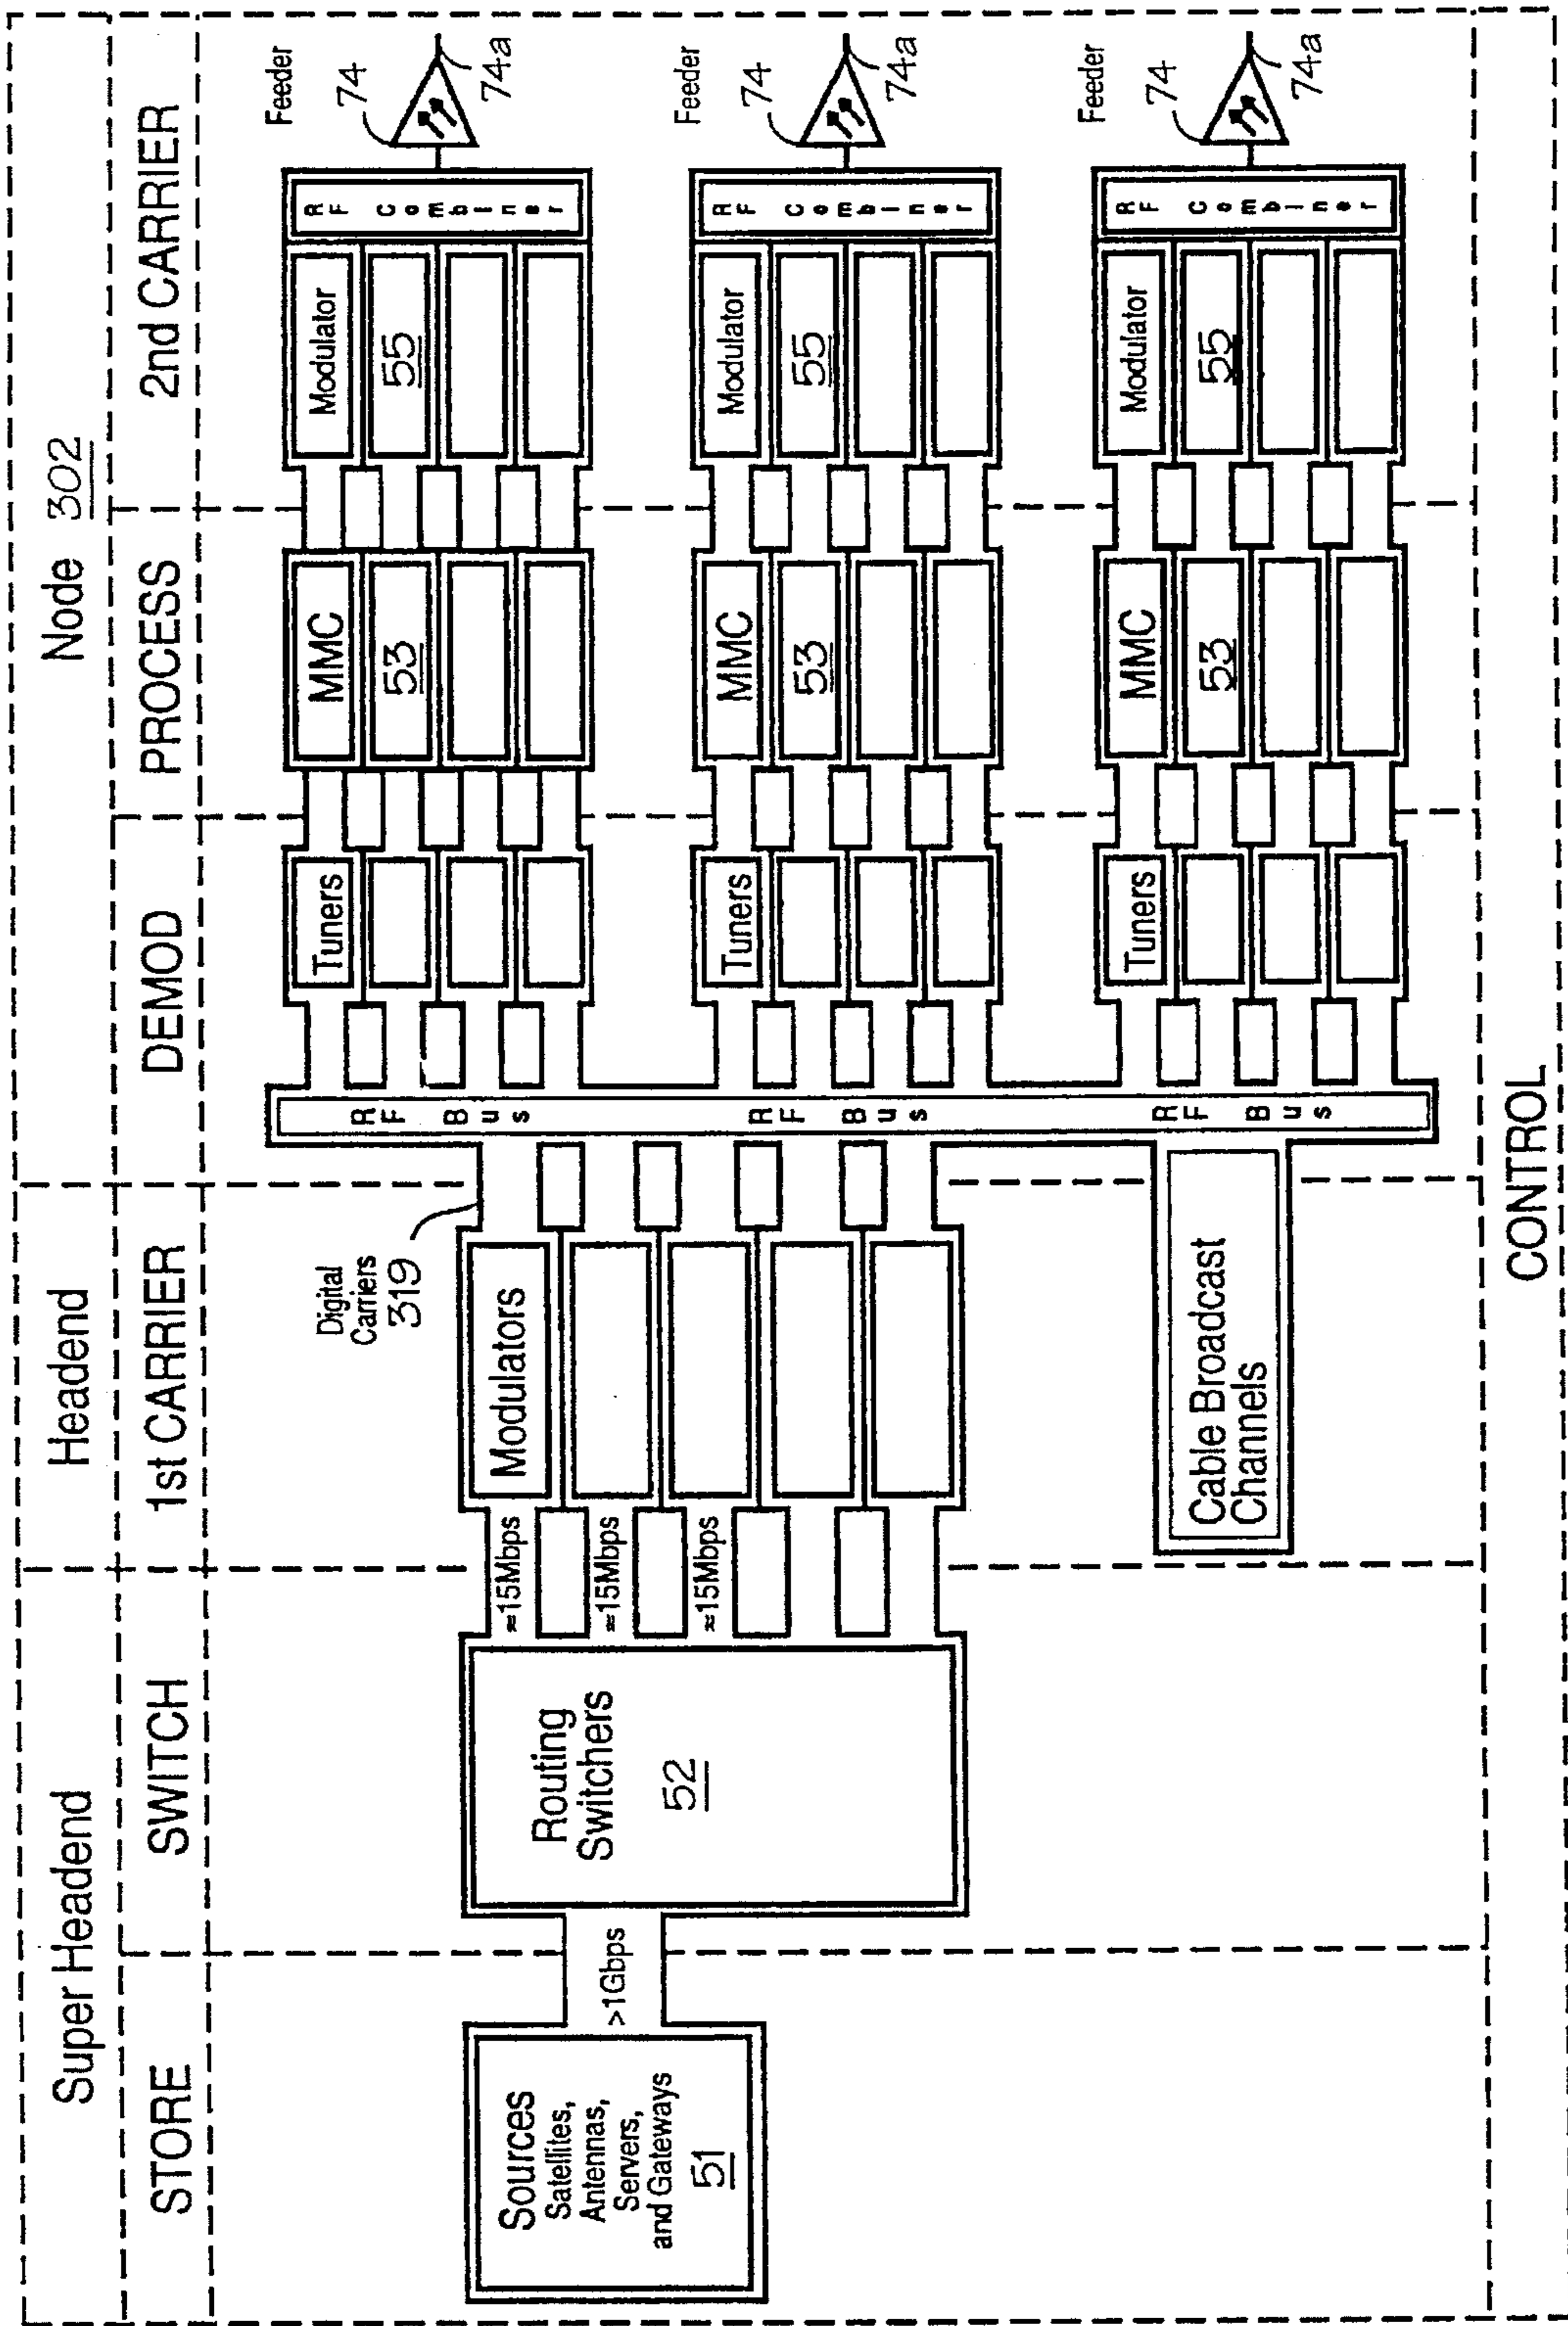 Super Headend
Headend
Node 302
STORE
SWITCH
1st CARRIER
DEMOD
PROCESS
2nd CARRIER
Sources
Satellites,
Antennas,
Servers,
and Gateways
51
>1Gbps
Routing
Switchers
52
≈15Mbps
≈15Mbps
≈15Mbps
Modulators
Digital
Carriers
319
Cable Broadcast
Channels
RF Bus
RF Bus
RF Bus
Tuners
MMC
53
Modulator
55
RF Combiner
Feeder
74
74a
Tuners
MMC
53
Modulator
55
RF Combiner
Feeder
74
74a
Tuners
MMC
53
Modulator
55
RF Combiner
Feeder
74
74a
CONTROL